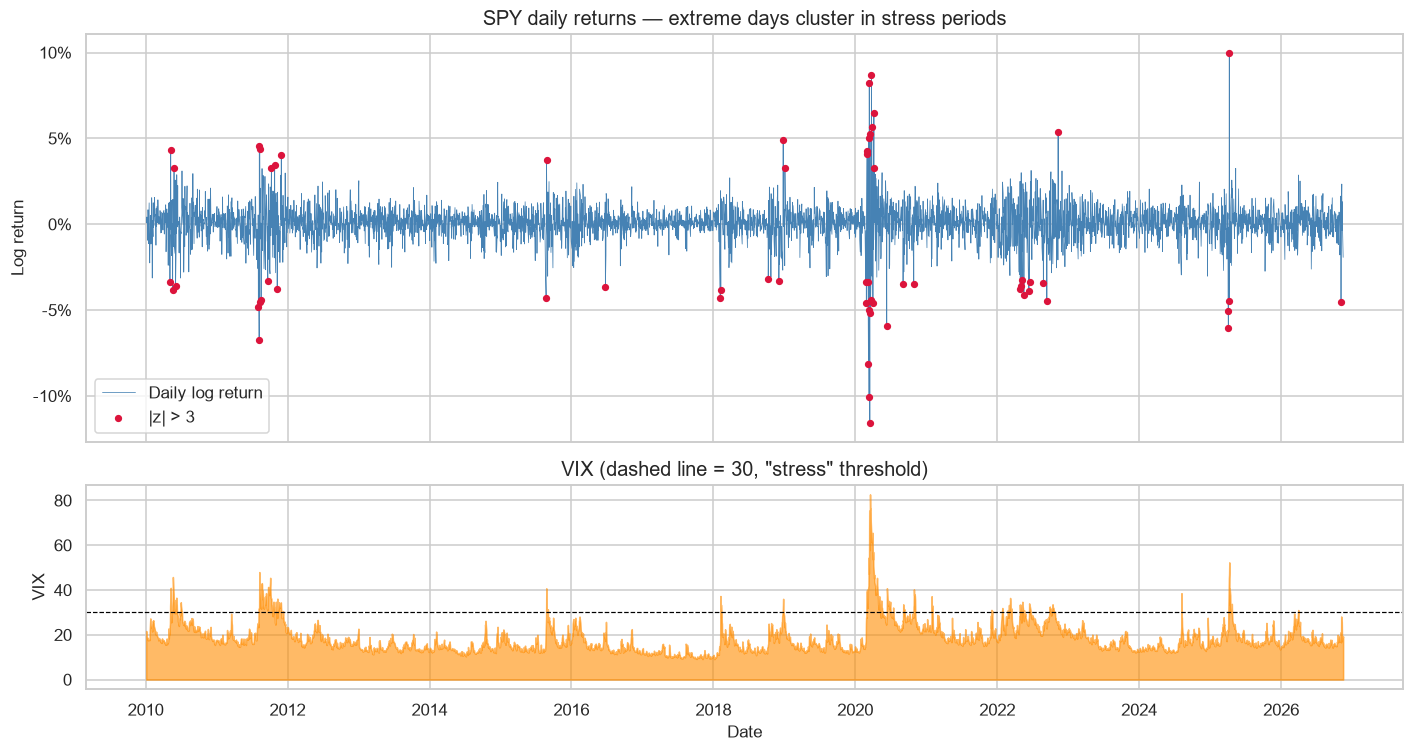 SPY daily returns — extreme days cluster in stress periods
10%
5%
0%
-5%
-10%
Log return
Daily log return
|z| > 3
VIX (dashed line = 30, "stress" threshold)
80
60
40
20
0
VIX
2010 2012 2014 2016 2018 2020 2022 2024 2026
Date